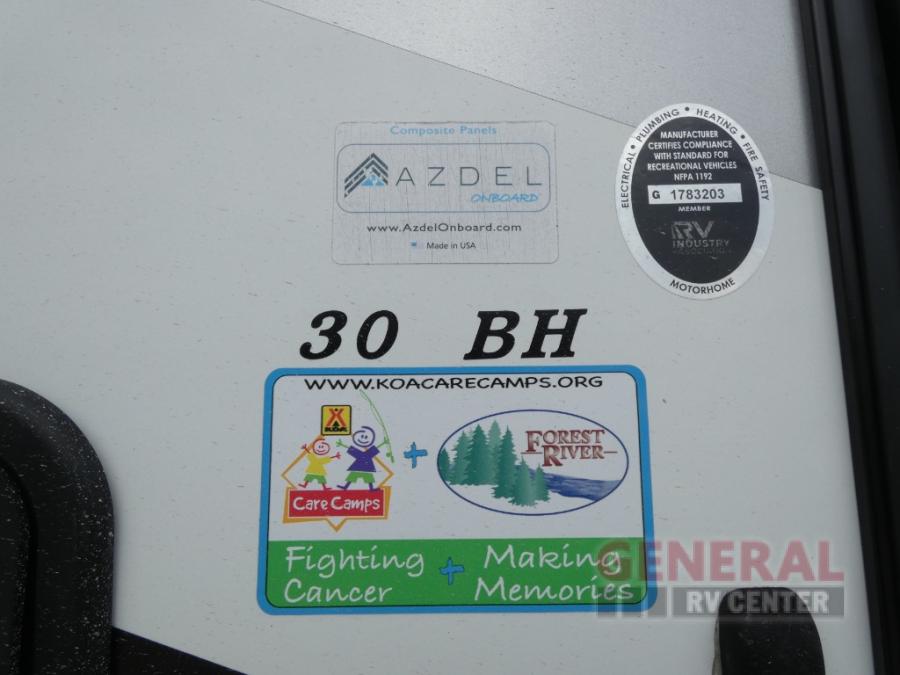 Composite Panels
AZDEL
ONBOARD
www.AzdelOnboard.com
Made in USA
ELECTRICAL • PLUMBING • HEATING • FIRE SAFETY
MANUFACTURER
CERTIFIES COMPLIANCE
WITH STANDARD FOR
RECREATIONAL VEHICLES
NFPA 1192
G 1783203
MEMBER
RV
INDUSTRY
ASSOCIATION
MOTORHOME
30 BH
WWW.KOACARECAMPS.ORG
KOA
Care Camps
+
FOREST
RIVER
Fighting
Cancer
+
Making
Memories
GENERAL
RV CENTER